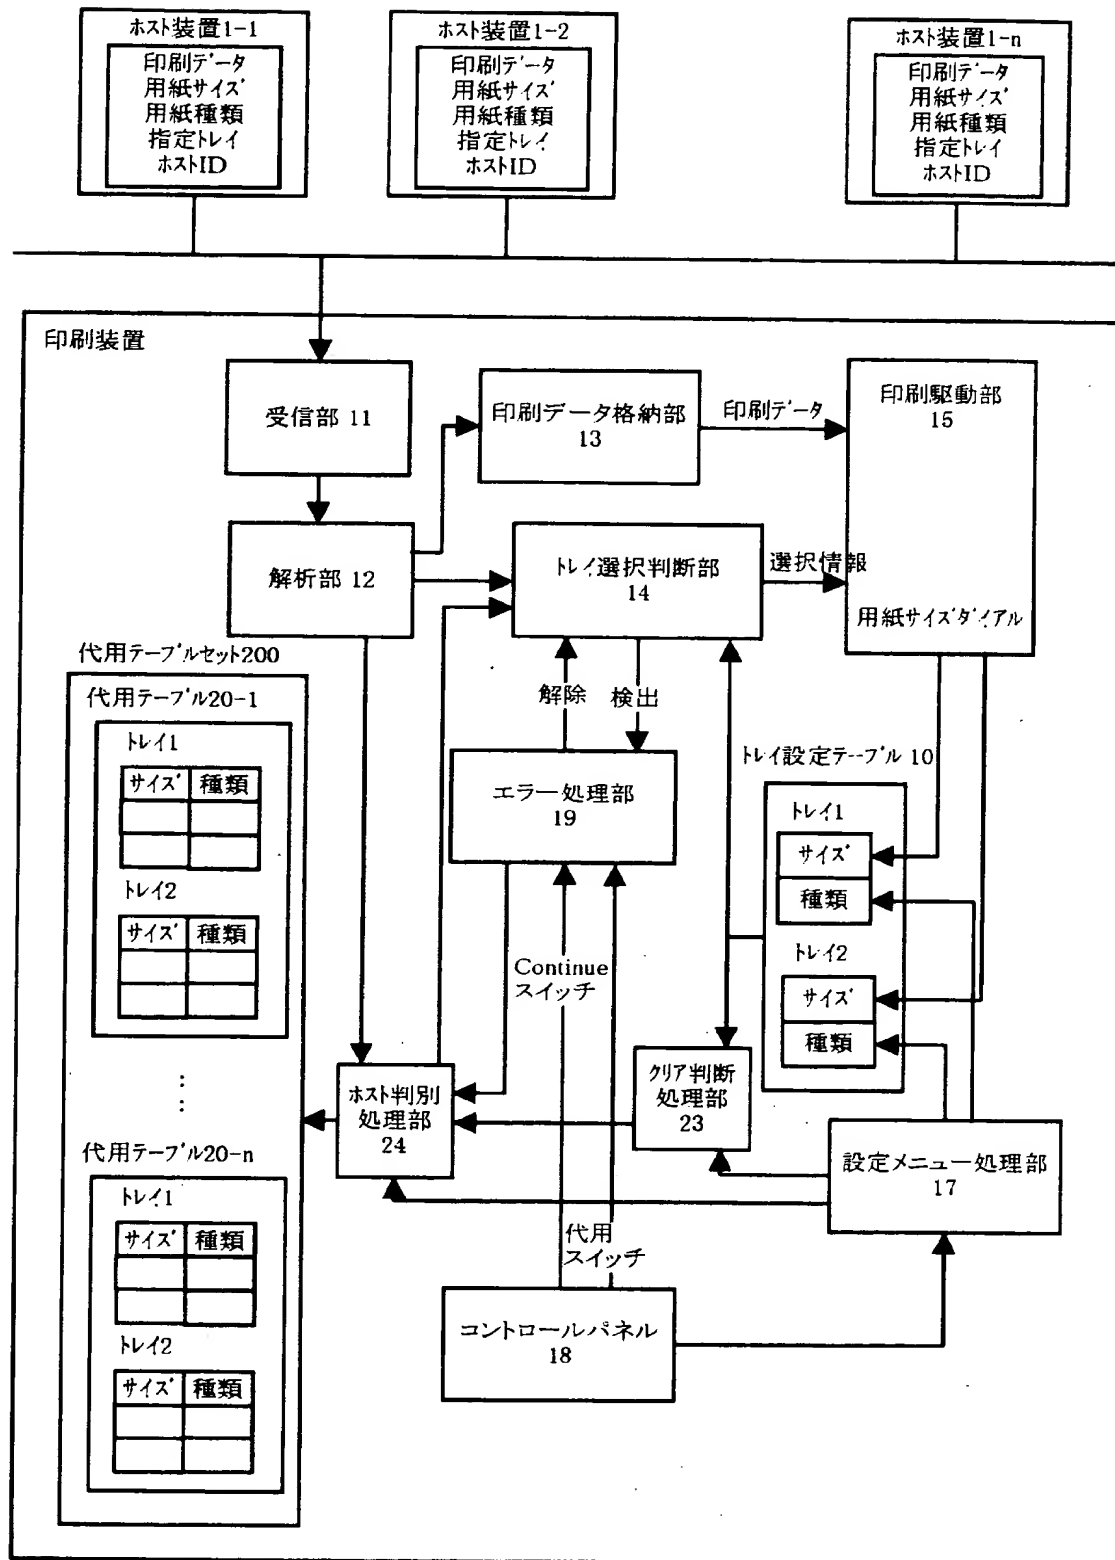 ホスト装置1-1
印刷データ
用紙サイズ
用紙種類
指定トレイ
ホストID
ホスト装置1-2
印刷データ
用紙サイズ
用紙種類
指定トレイ
ホストID
ホスト装置1-n
印刷データ
用紙サイズ
用紙種類
指定トレイ
ホストID
印刷装置
受信部 11
印刷データ格納部
13
印刷データ
印刷駆動部
15
解析部 12
トレイ選択判断部
14
選択情報
用紙サイズダイアル
代用テーブルセット200
代用テーブル20-1
トレイ1
サイズ 種類
トレイ2
サイズ 種類
⋮
代用テーブル20-n
トレイ1
サイズ 種類
トレイ2
サイズ 種類
解除
検出
エラー処理部
19
トレイ設定テーブル 10
トレイ1
サイズ
種類
トレイ2
サイズ
種類
Continue
スイッチ
ホスト判別
処理部
24
クリア判断
処理部
23
設定メニュー処理部
17
代用
スイッチ
コントロールパネル
18